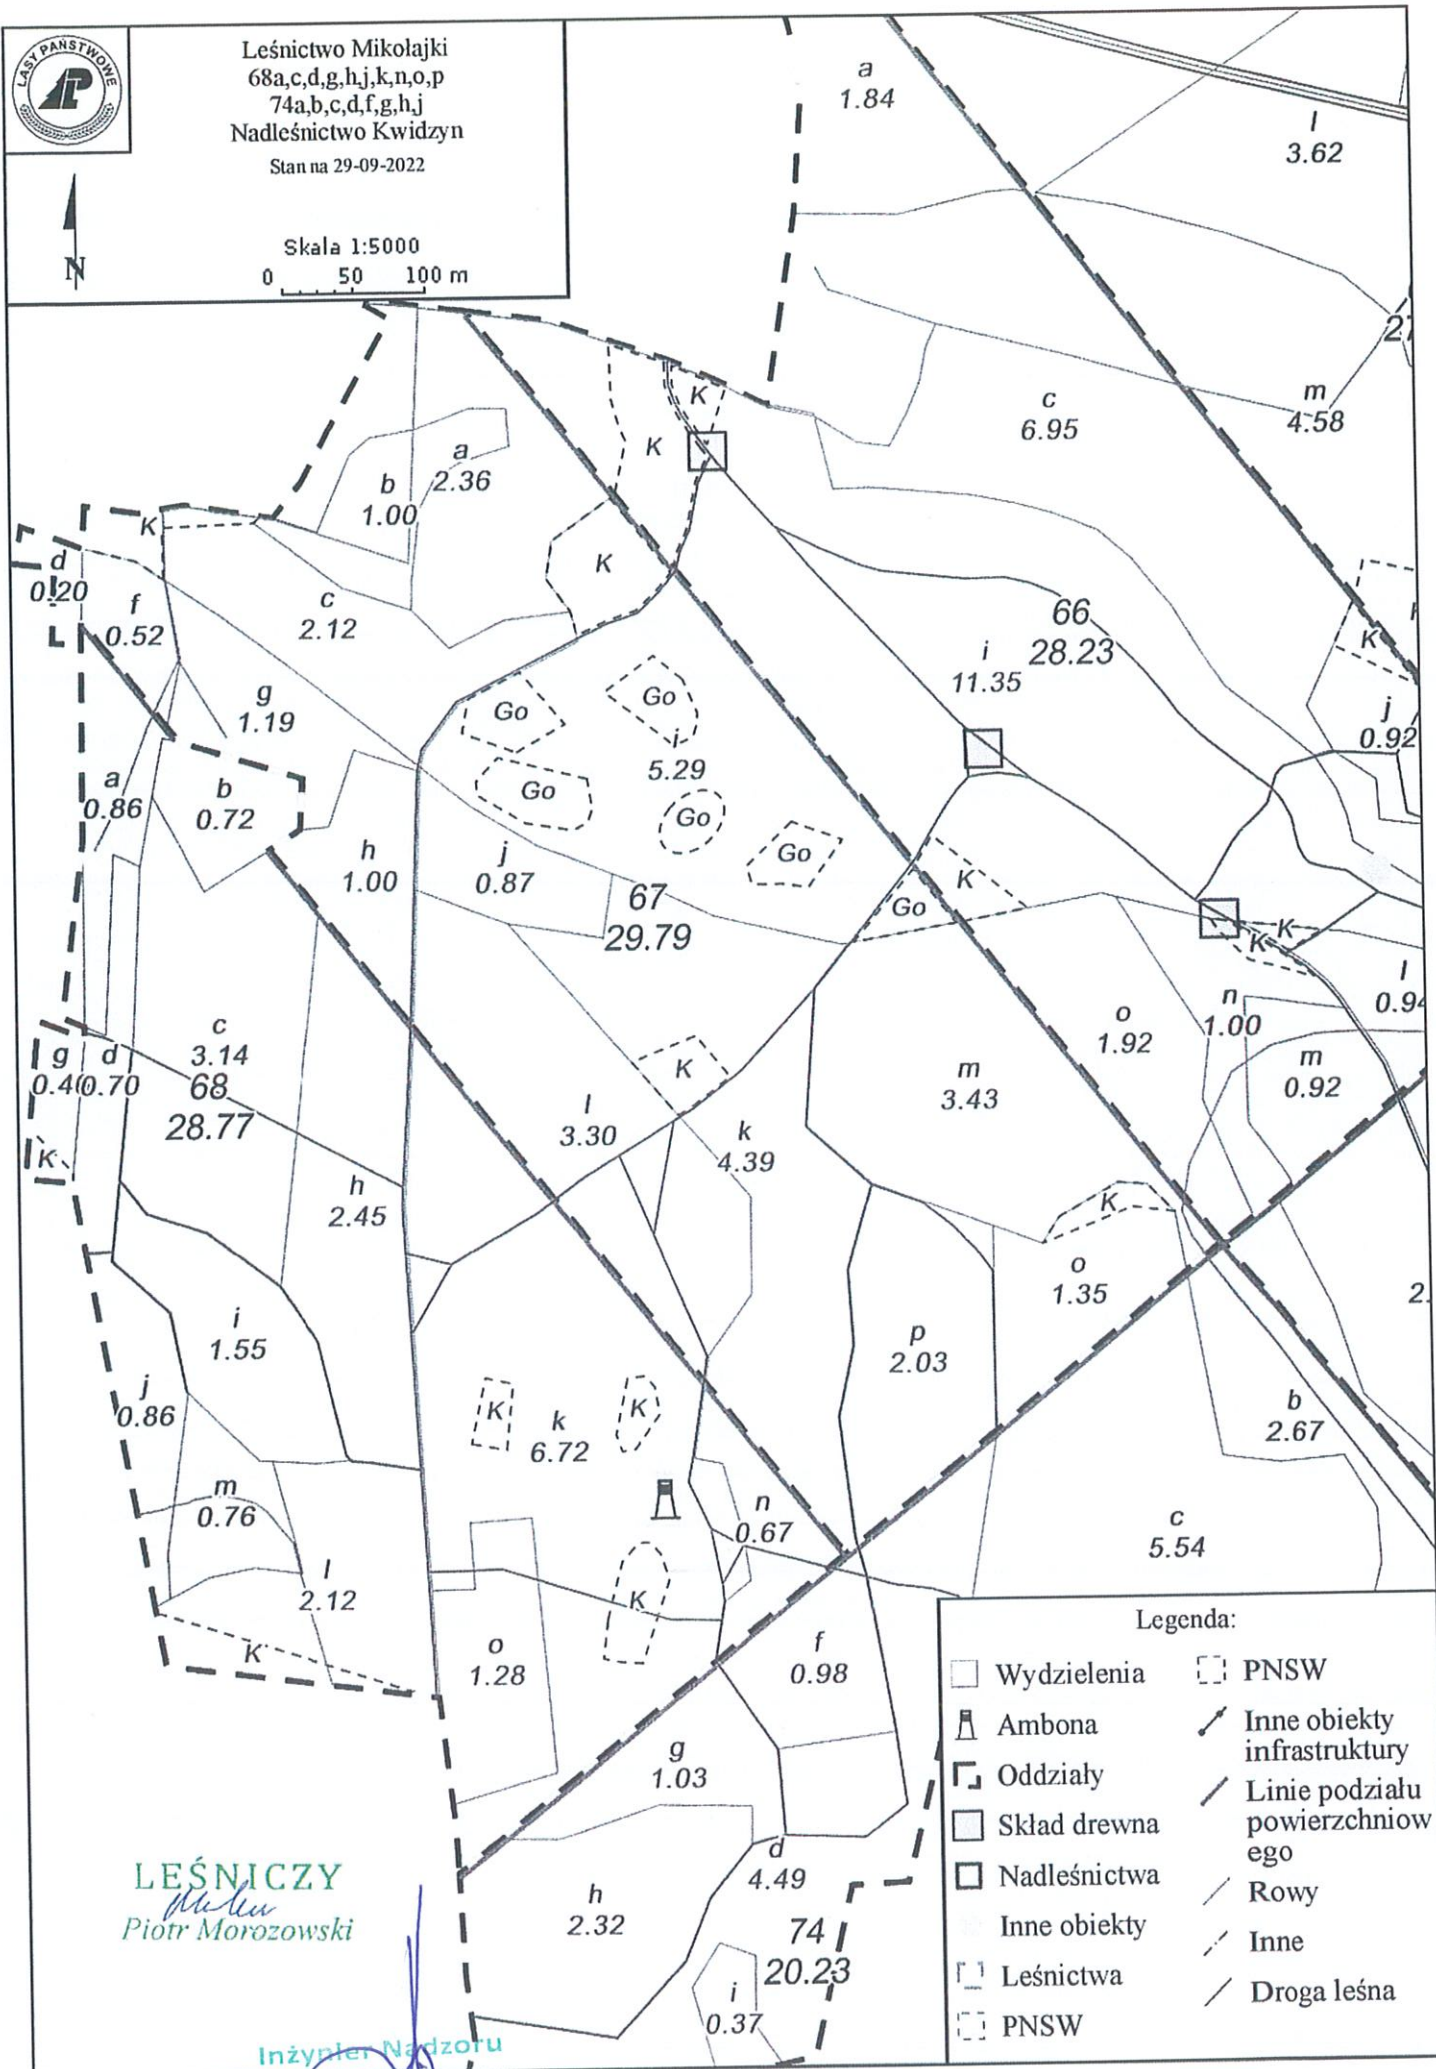 LASY PAŃSTWOWE
Leśnictwo Mikołajki
68a,c,d,g,h,j,k,n,o,p
74a,b,c,d,f,g,h,j
Nadleśnictwo Kwidzyn
Stan na 29-09-2022
N
Skala 1:5000
0 50 100 m
a
1.84
l
3.62
m
4.58
c
6.95
K
K
a
2.36
b
1.00
K
K
d
0.20
f
0.52
c
2.12
66
28.23
i
11.35
K
j
0.92
g
1.19
Go
Go
i
5.29
Go
Go
Go
a
0.86
b
0.72
h
1.00
j
0.87
67
29.79
K
Go
K
K
l
0.94
n
1.00
o
1.92
m
0.92
c
3.14
68
28.77
g
0.40
d
0.70
K
m
3.43
K
l
3.30
k
4.39
h
2.45
K
o
1.35
i
1.55
p
2.03
j
0.86
K
K
k
6.72
b
2.67
m
0.76
n
0.67
c
5.54
l
2.12
K
K
o
1.28
f
0.98
g
1.03
d
4.49
h
2.32
74
20.23
i
0.37
Legenda:
Wydzielenia
Ambona
Oddziały
Skład drewna
Nadleśnictwa
Inne obiekty
Leśnictwa
PNSW
PNSW
Inne obiekty
infrastruktury
Linie podziału
powierzchniow
ego
Rowy
Inne
Droga leśna
LEŚNICZY
Piotr Morozowski
Inżynier Nadzoru